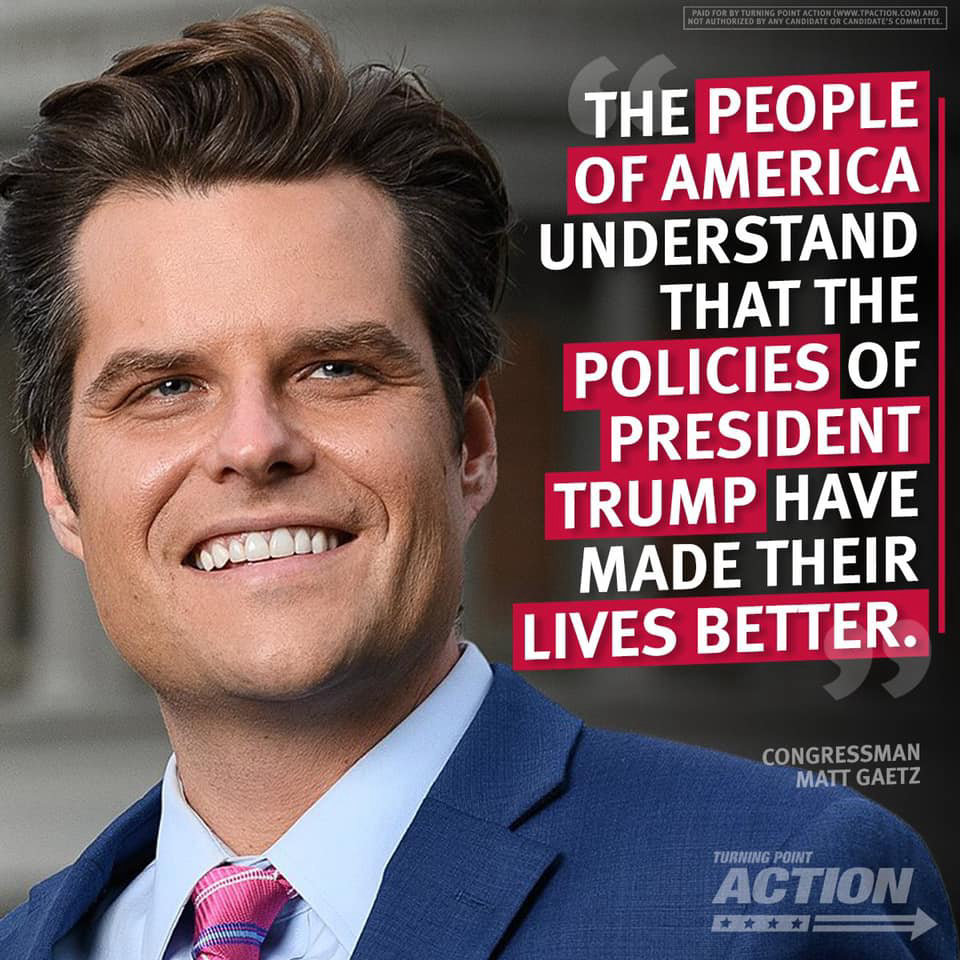 PAID FOR BY TURNING POINT ACTION (WWW.TPACTION.COM) AND
NOT AUTHORIZED BY ANY CANDIDATE OR CANDIDATE'S COMMITTEE.
“THE PEOPLE
OF AMERICA
UNDERSTAND
THAT THE
POLICIES OF
PRESIDENT
TRUMP HAVE
MADE THEIR
LIVES BETTER.”
CONGRESSMAN
MATT GAETZ
TURNING POINT
ACTION